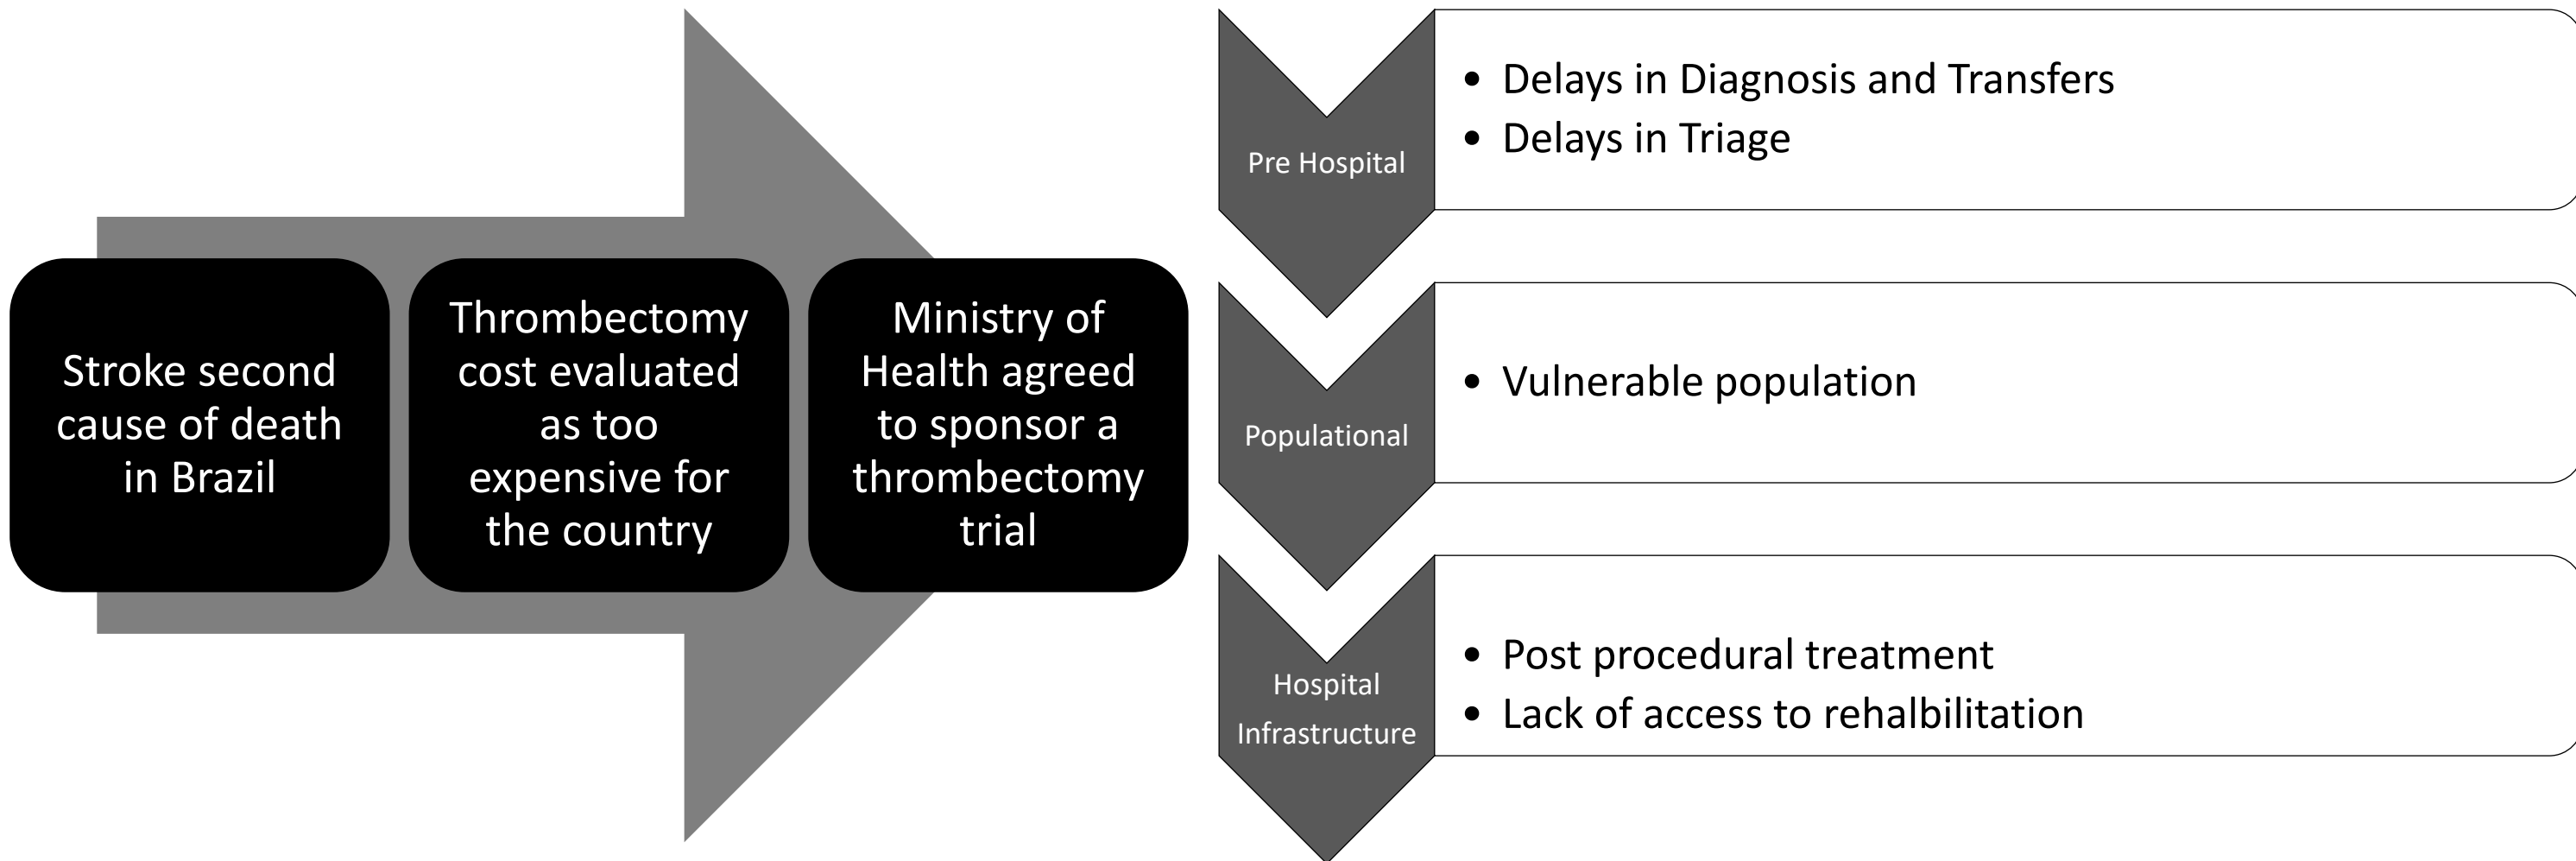 Stroke second
cause of death
in Brazil
Thrombectomy
cost evaluated
as too
expensive for
the country
Ministry of
Health agreed
to sponsor a
thrombectomy
trial
Pre Hospital
• Delays in Diagnosis and Transfers
• Delays in Triage
Populational
• Vulnerable population
Hospital
Infrastructure
• Post procedural treatment
• Lack of access to rehalbilitation